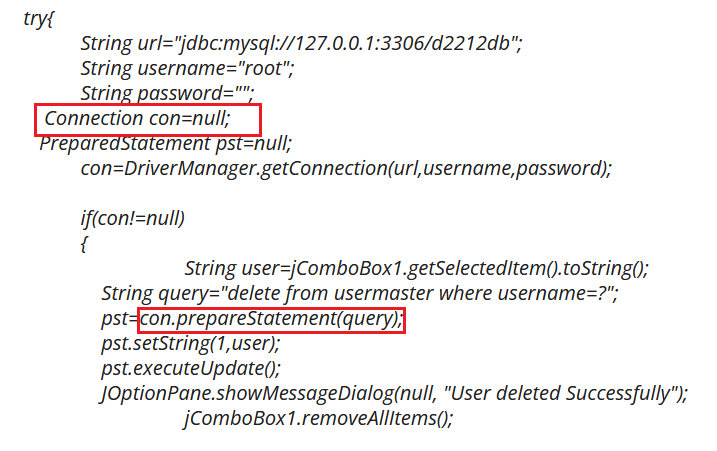 try{
String url="jdbc:mysql://127.0.0.1:3306/d2212db";
String username="root";
String password="";
Connection con=null;
PreparedStatement pst=null;
con=DriverManager.getConnection(url,username,password);
if(con!=null)
{
String user=jComboBox1.getSelectedItem().toString();
String query="delete from usermaster where username=?";
pst=con.prepareStatement(query);
pst.setString(1,user);
pst.executeUpdate();
JOptionPane.showMessageDialog(null, "User deleted Successfully");
jComboBox1.removeAllItems();